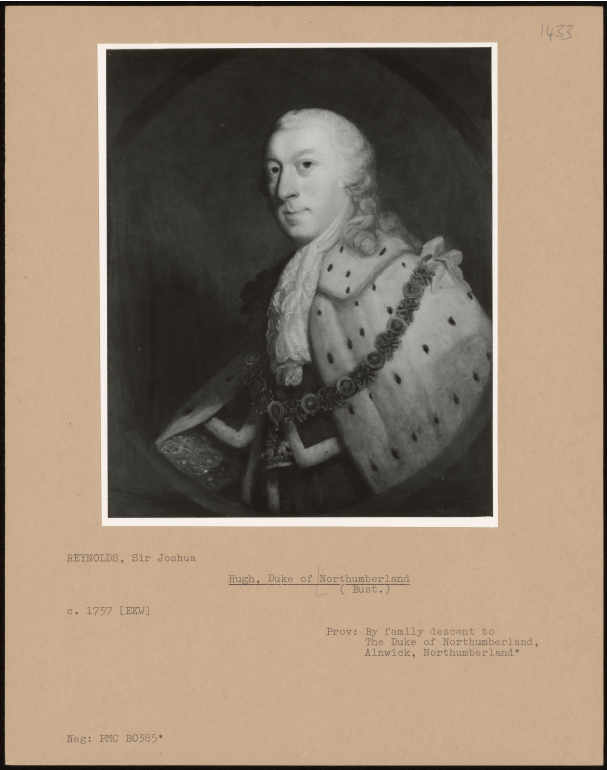 1433
REYNOLDS, Sir Joshua
Hugh, Duke of Northumberland
( Bust.)
c. 1757 [EKW]
Prov: By family descent to
The Duke of Northumberland,
Alnwick, Northumberland*
Neg: PMC B0385*